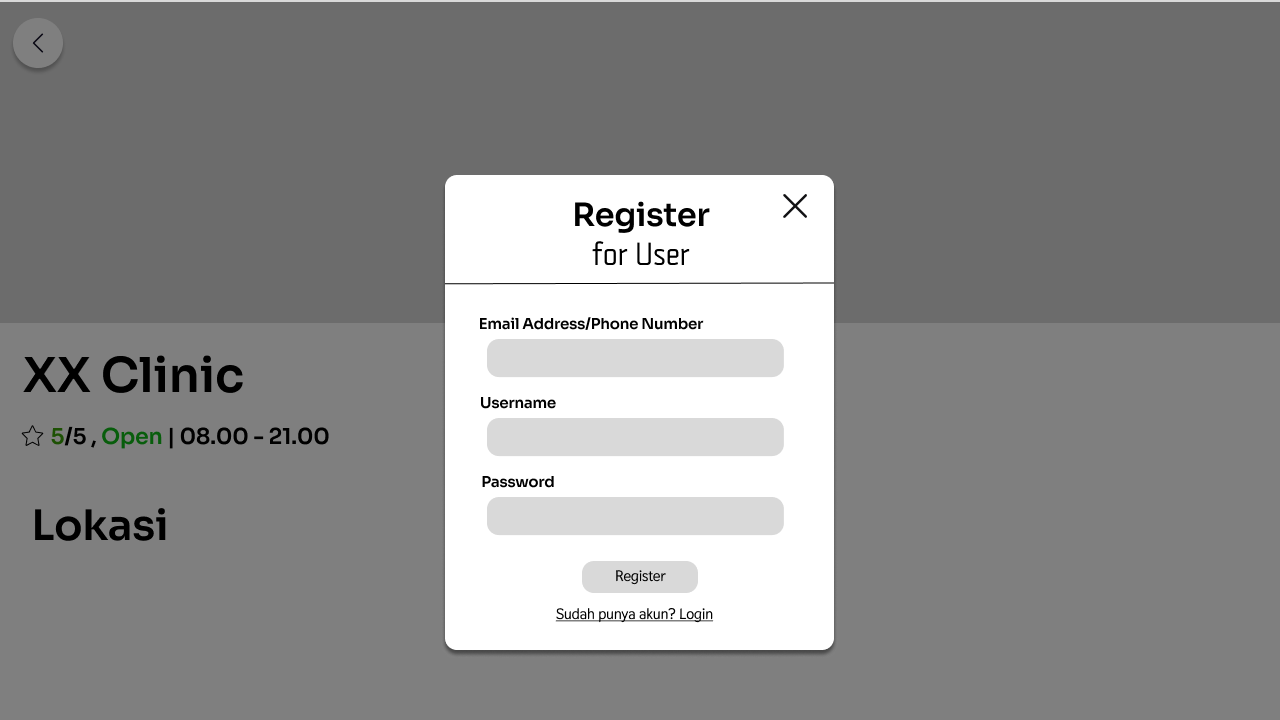 Register
for User
Email Address/Phone Number
Username
Password
Register
Sudah punya akun? Login
XX Clinic
5/5 , Open | 08.00 - 21.00
Lokasi